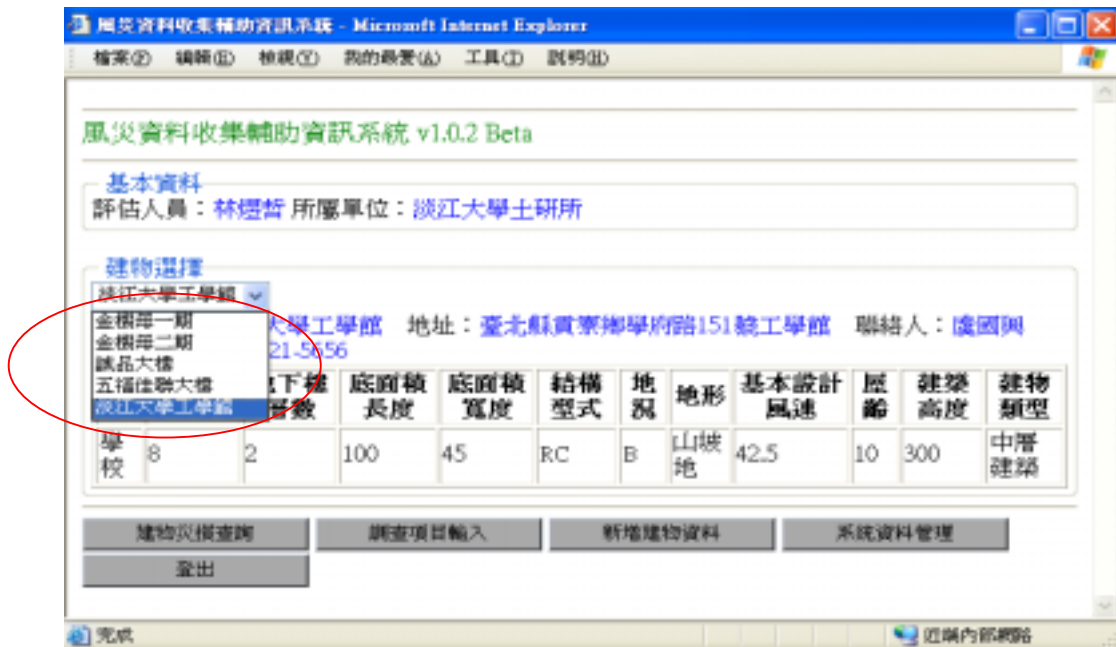 風災資料收集輔助資訊系統 - Microsoft Internet Explorer
檔案(F) 編輯(E) 檢視(V) 我的最愛(A) 工具(T) 說明(H)
風災資料收集輔助資訊系統 v1.0.2 Beta
基本資料
評估人員：林 哲 所屬單位：淡江大學土研所
建物選擇
淡江大學工學館
金樹每一期
金樹每二期
誠品大樓
五福佳聯大樓
淡江大學工學館
大學工學館 地址：臺北縣貢寮鄉學府路151號工學館 聯絡人：盧國興
21-5656
下樓層數 底面積長度 底面積寬度 結構型式 地況 地形 基本設計風速 屋齡 建築高度 建物類型
學校 8 2 100 45 RC B 山坡地 42.5 10 300 中層建築
建物災損查詢 調查項目輸入 新增建物資料 系統資料管理
登出
完成 近端內部網路